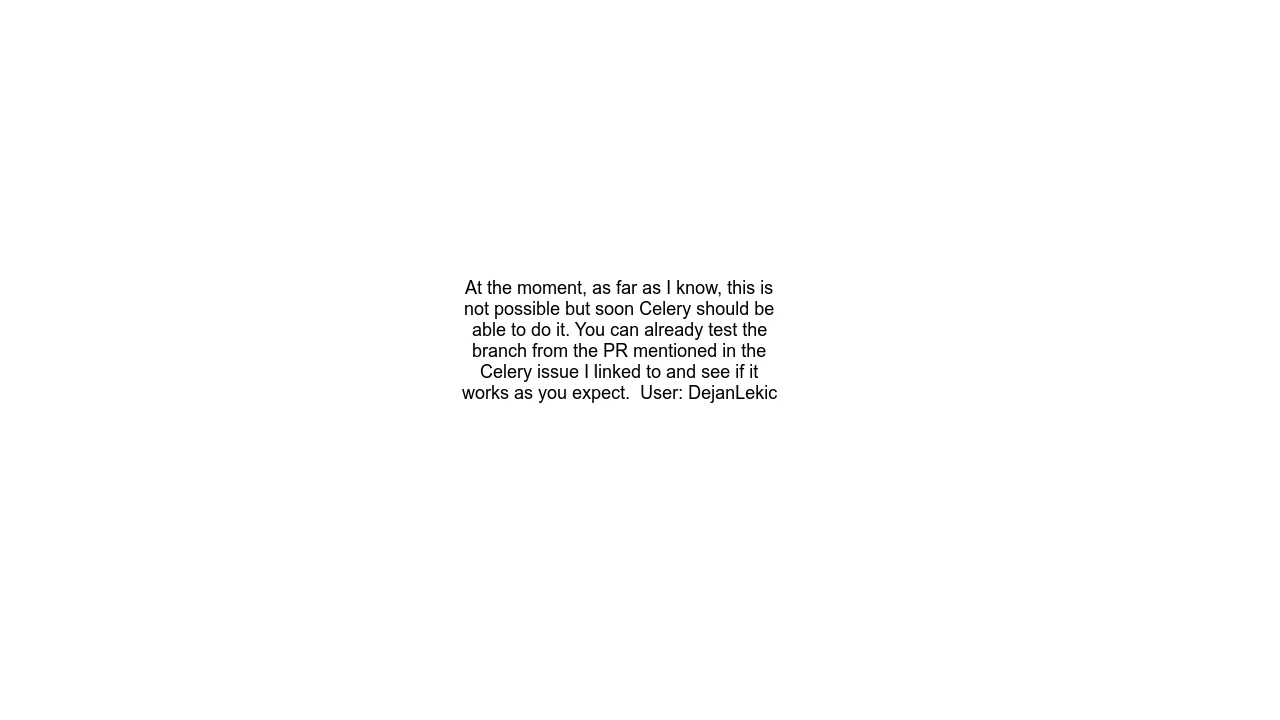 At the moment, as far as I know, this is
not possible but soon Celery should be
able to do it. You can already test the
branch from the PR mentioned in the
Celery issue I linked to and see if it
works as you expect.  User: DejanLekic